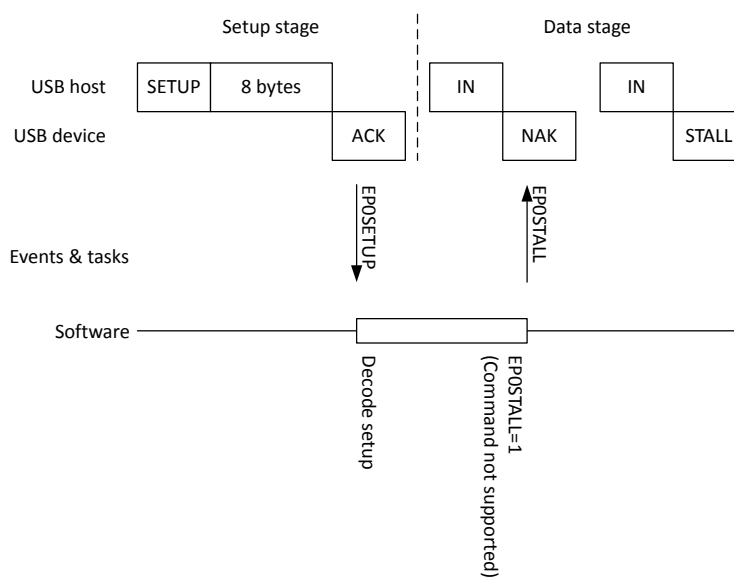 Setup stage
Data stage
USB host
SETUP
8 bytes
IN
IN
USB device
ACK
NAK
STALL
EP0SETUP
EP0STALL
Events & tasks
Software
Decode setup
EP0STALL=1
(Command not supported)